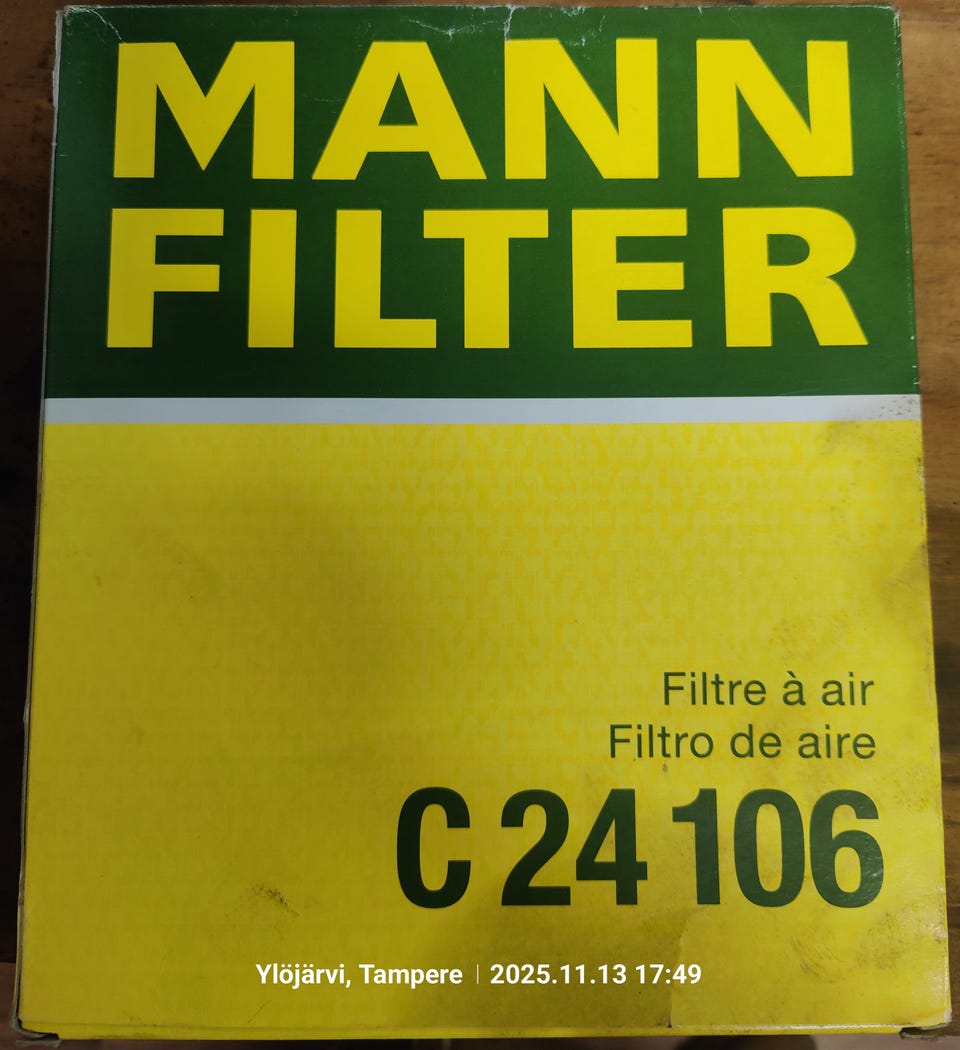 MANN
FILTER
Filtre à air
Filtro de aire
C 24 106
Ylöjärvi, Tampere | 2025.11.13 17:49